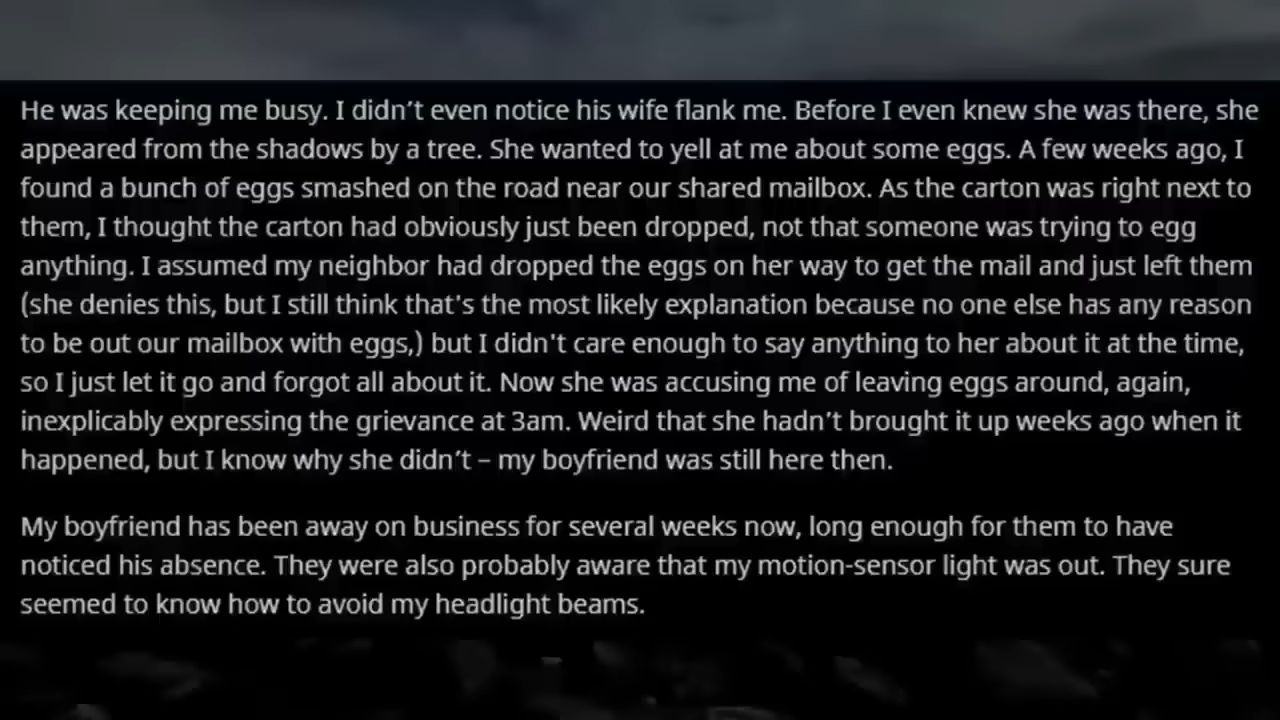 He was keeping me busy. I didn’t even notice his wife flank me. Before I even knew she was there, she
appeared from the shadows by a tree. She wanted to yell at me about some eggs. A few weeks ago, I
found a bunch of eggs smashed on the road near our shared mailbox. As the carton was right next to
them, I thought the carton had obviously just been dropped, not that someone was trying to egg
anything. I assumed my neighbor had dropped the eggs on her way to get the mail and just left them
(she denies this, but I still think that's the most likely explanation because no one else has any reason
to be out our mailbox with eggs,) but I didn't care enough to say anything to her about it at the time,
so I just let it go and forgot all about it. Now she was accusing me of leaving eggs around, again,
inexplicably expressing the grievance at 3am. Weird that she hadn’t brought it up weeks ago when it
happened, but I know why she didn’t – my boyfriend was still here then.
My boyfriend has been away on business for several weeks now, long enough for them to have
noticed his absence. They were also probably aware that my motion-sensor light was out. They sure
seemed to know how to avoid my headlight beams.